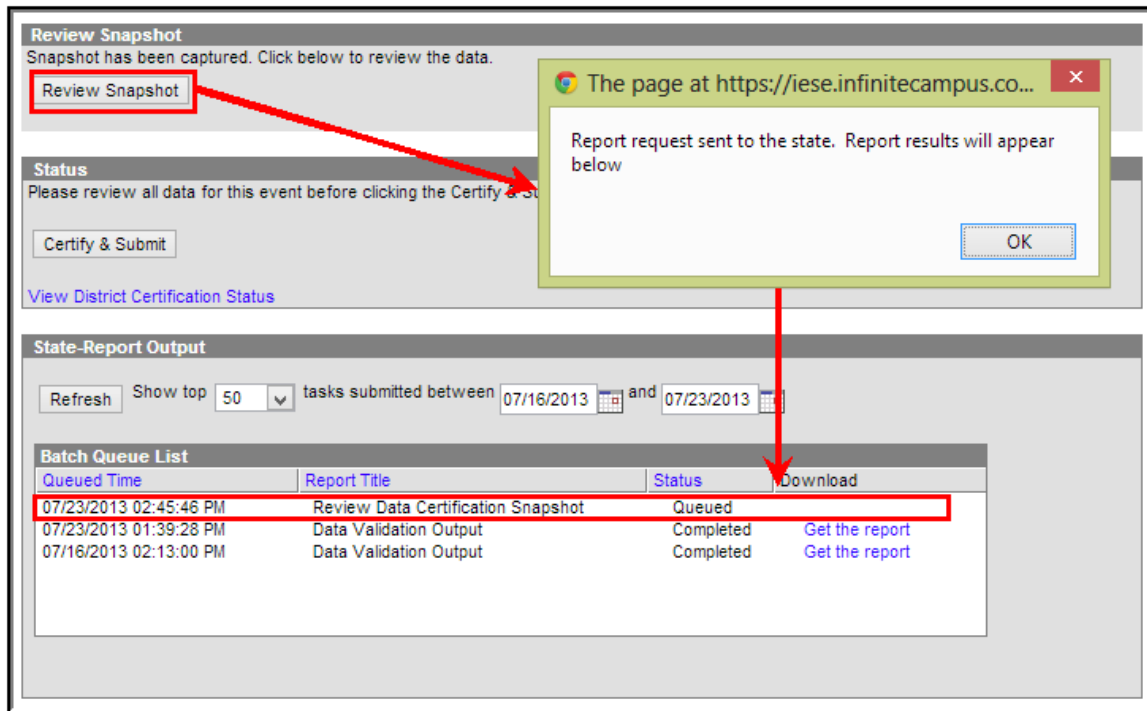 Review Snapshot
Snapshot has been captured. Click below to review the data.
Review Snapshot
The page at https://iese.infinitecampus.co...
Report request sent to the state. Report results will appear
below
OK
Status
Please review all data for this event before clicking the Certify &
Certify & Submit
View District Certification Status
State-Report Output
Refresh Show top 50 tasks submitted between 07/16/2013 and 07/23/2013
Batch Queue List
Queued Time Report Title Status Download
07/23/2013 02:45:46 PM Review Data Certification Snapshot Queued
07/23/2013 01:39:28 PM Data Validation Output Completed Get the report
07/16/2013 02:13:00 PM Data Validation Output Completed Get the report